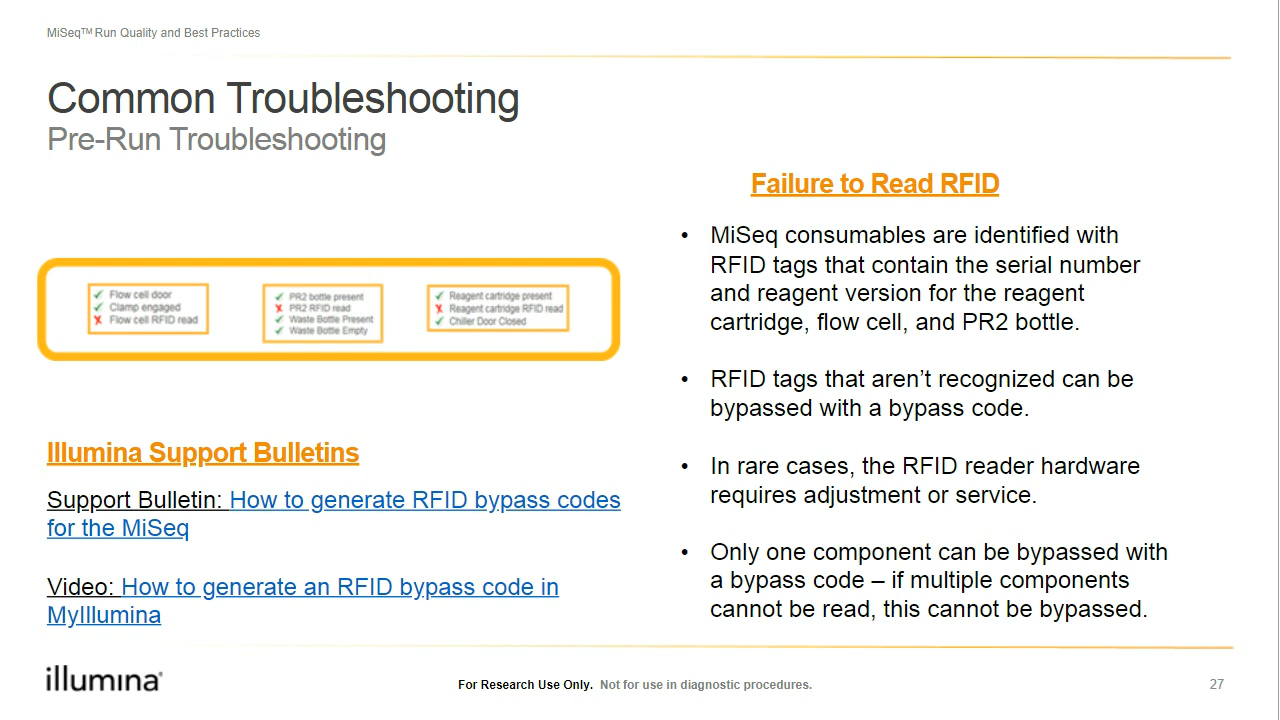 MiSeq™ Run Quality and Best Practices
Common Troubleshooting
Pre-Run Troubleshooting
Flow cell door
Clamp engaged
Flow cell RFID read
PR2 bottle present
PR2 RFID read
Waste Bottle Present
Waste Bottle Empty
Reagent cartridge present
Reagent cartridge RFID read
Chiller Door Closed
Illumina Support Bulletins
Support Bulletin: How to generate RFID bypass codes
for the MiSeq
Video: How to generate an RFID bypass code in
MyIllumina
Failure to Read RFID
• MiSeq consumables are identified with
RFID tags that contain the serial number
and reagent version for the reagent
cartridge, flow cell, and PR2 bottle.
• RFID tags that aren’t recognized can be
bypassed with a bypass code.
• In rare cases, the RFID reader hardware
requires adjustment or service.
• Only one component can be bypassed with
a bypass code – if multiple components
cannot be read, this cannot be bypassed.
illumina®
For Research Use Only. Not for use in diagnostic procedures.
27